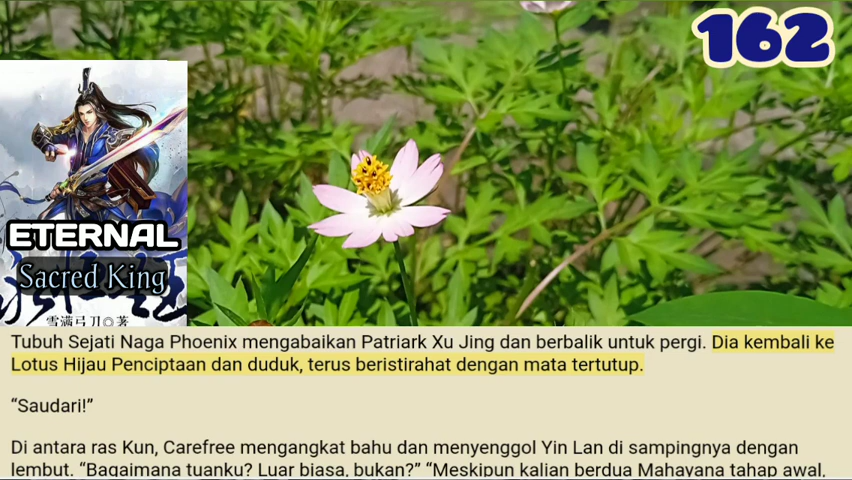 162
ETERNAL
Sacred King
雪满弓刀◎著
Tubuh Sejati Naga Phoenix mengabaikan Patriark Xu Jing dan berbalik untuk pergi. Dia kembali ke
Lotus Hijau Penciptaan dan duduk, terus beristirahat dengan mata tertutup.
“Saudari!”
Di antara ras Kun, Carefree mengangkat bahu dan menyenggol Yin Lan di sampingnya dengan
lembut. “Bagaimana tuanku? Luar biasa, bukan?” “Meskipun kalian berdua Mahayana tahap awal,